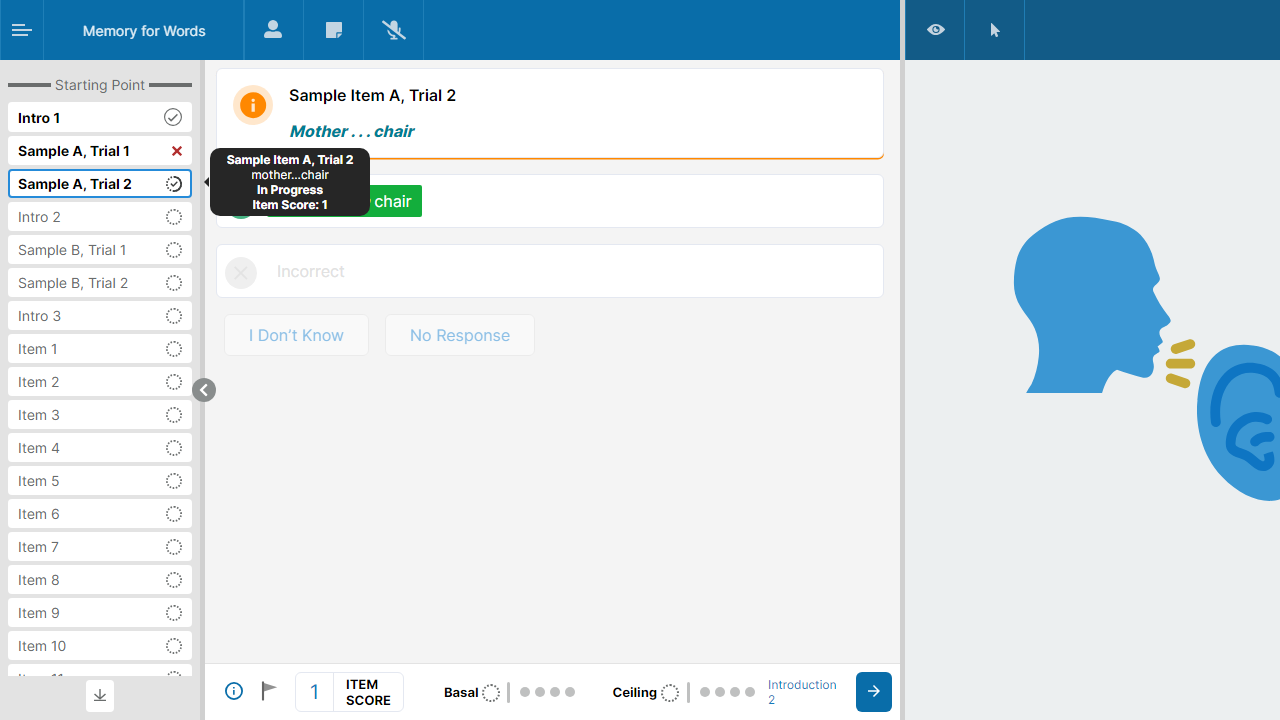 Memory for Words
Starting Point
Intro 1
Sample A, Trial 1
Sample A, Trial 2
Intro 2
Sample B, Trial 1
Sample B, Trial 2
Intro 3
Item 1
Item 2
Item 3
Item 4
Item 5
Item 6
Item 7
Item 8
Item 9
Item 10
Sample Item A, Trial 2
Mother . . . chair
Sample Item A, Trial 2
mother...chair
In Progress
Item Score: 1
chair
Incorrect
I Don't Know
No Response
1
ITEM
SCORE
Basal
Ceiling
Introduction
2